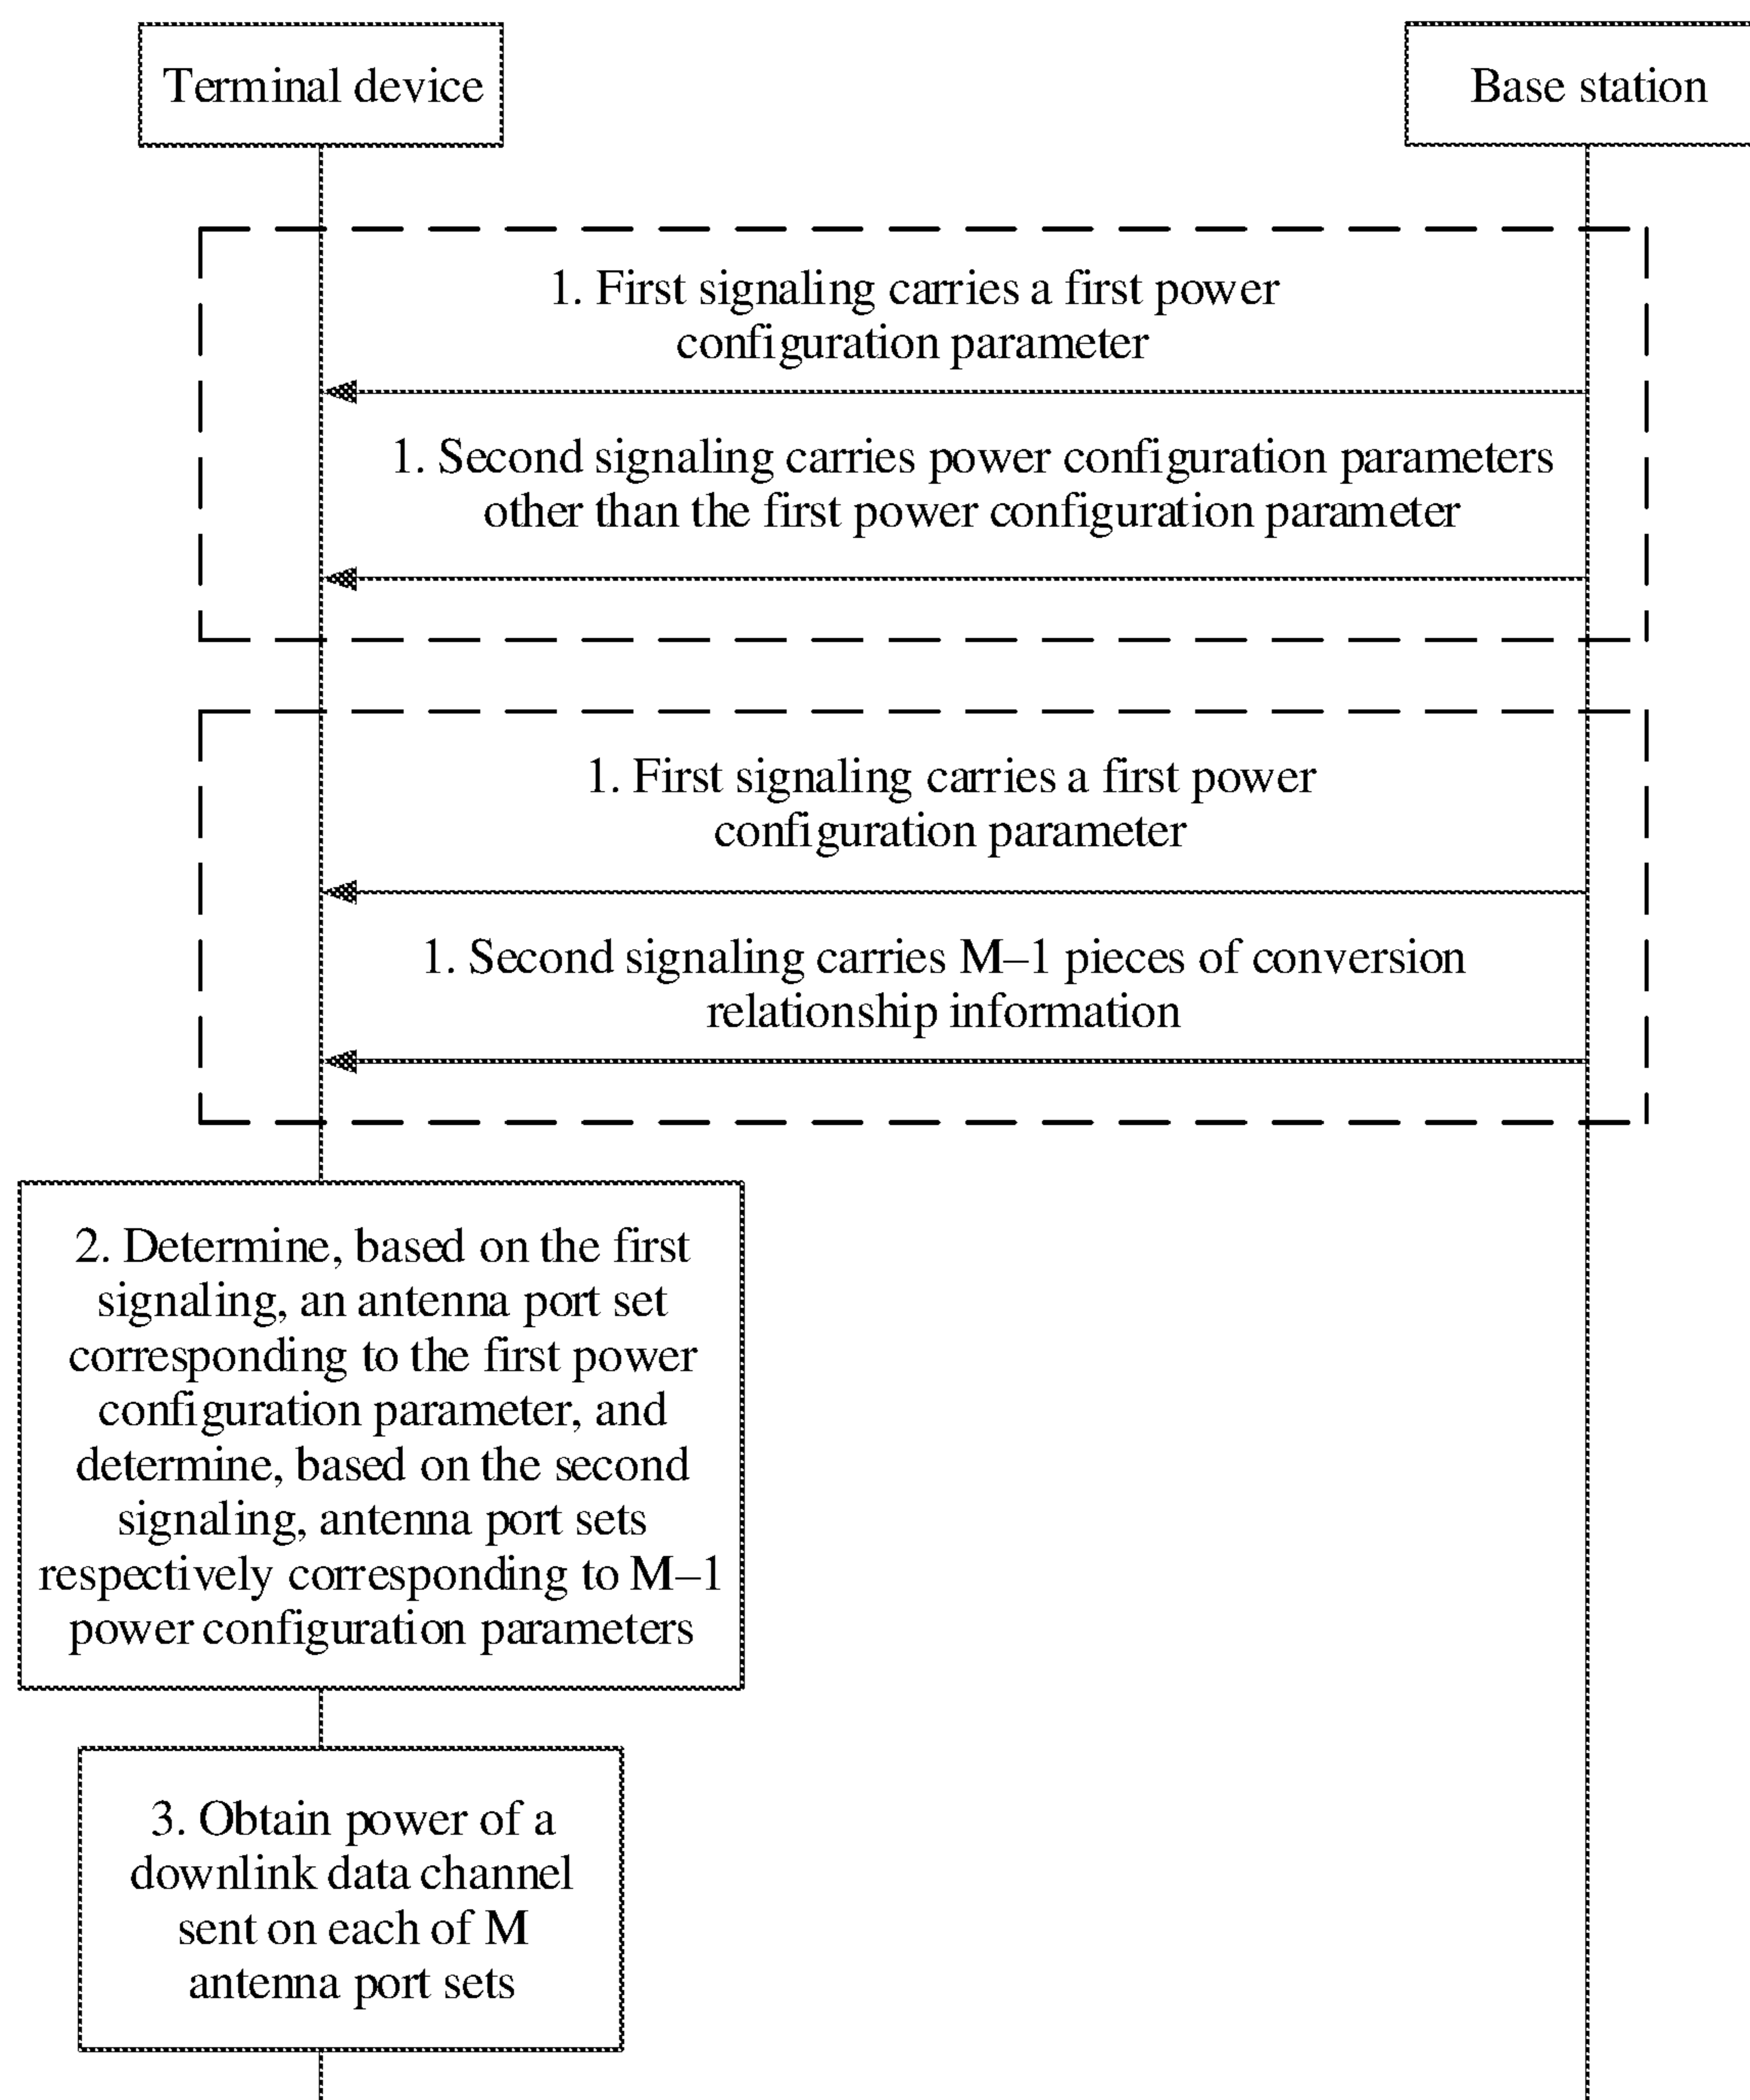 Terminal device
Base station
1. First signaling carries a first power
configuration parameter
1. Second signaling carries power configuration parameters
other than the first power configuration parameter
1. First signaling carries a first power
configuration parameter
1. Second signaling carries M–1 pieces of conversion
relationship information
2. Determine, based on the first
signaling, an antenna port set
corresponding to the first power
configuration parameter, and
determine, based on the second
signaling, antenna port sets
respectively corresponding to M–1
power configuration parameters
3. Obtain power of a
downlink data channel
sent on each of M
antenna port sets